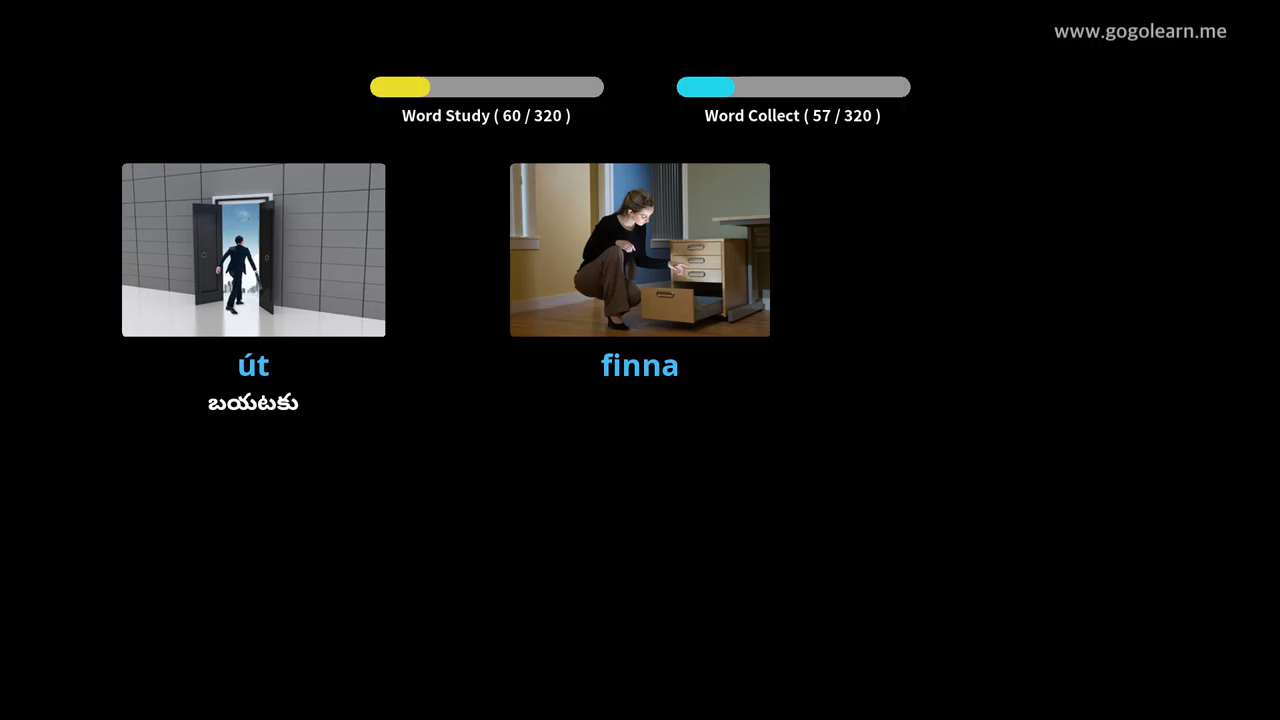 www.gogolearn.me
Word Study ( 60 / 320 )
Word Collect ( 57 / 320 )
út
finna
బయటకు